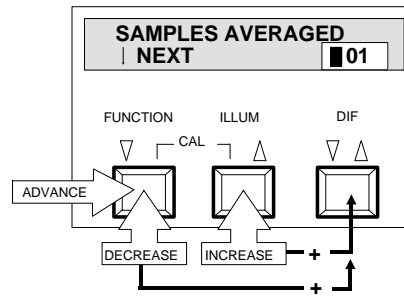 SAMPLES AVERAGED
NEXT 01
FUNCTION ILLUM DIF
CAL
ADVANCE
DECREASE INCREASE +
+